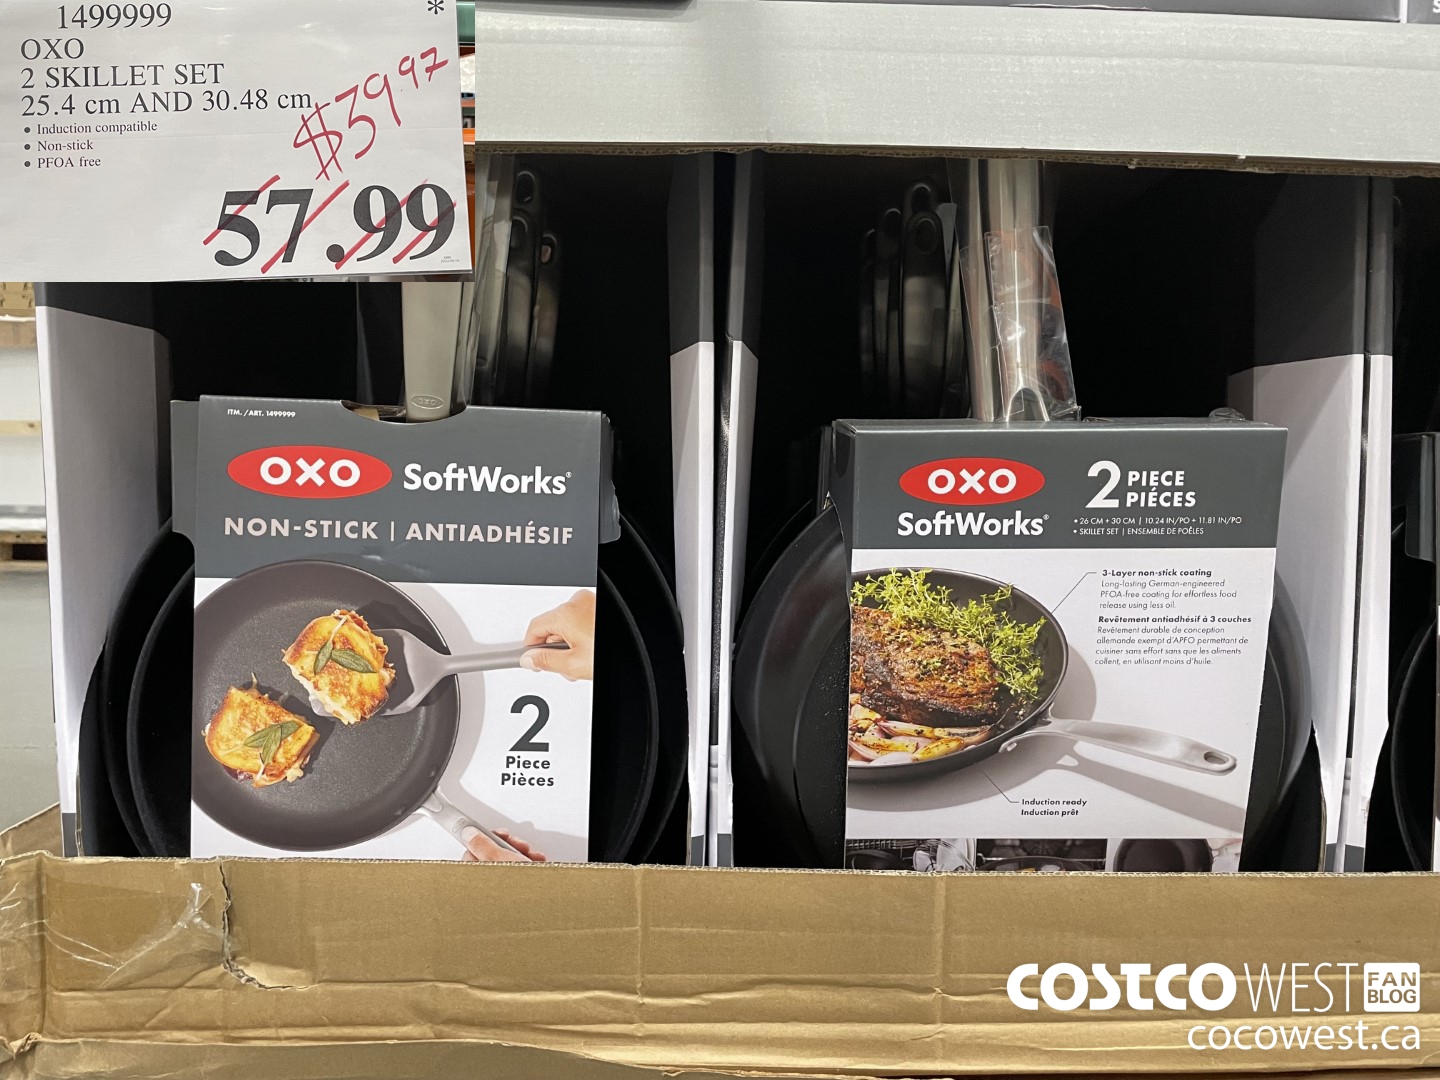 1499999
*
OXO
2 SKILLET SET
25.4 cm AND 30.48 cm
• Induction compatible
• Non-stick
• PFOA free
$39.97
57.99
ITM. /ART. 1499999
OXO SoftWorks®
NON-STICK | ANTIADHÉSIF
2
Piece
Pièces
OXO
SoftWorks®
2 PIECE
PIÉCES
• 26 CM + 30 CM | 10.24 IN/PO + 11.81 IN/PO
• SKILLET SET | ENSEMBLE DE POÊLES
3-Layer non-stick coating
Long-lasting German-engineered
PFOA-free coating for effortless food
release using less oil.
Revêtement antiadhésif à 3 couches
Revêtement durable de conception
allemande exempt d'APFO permettant de
cuisiner sans effort sans que les aliments
collent, en utilisant moins d'huile.
Induction ready
Induction prêt
COSTCO WEST FAN
BLOG
cocowest.ca